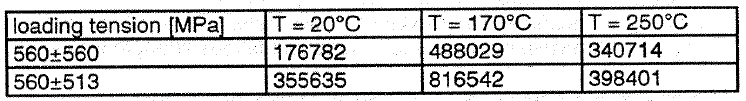 loading tension [MPa] T = 20°C T = 170°C T = 250°C
560±560 176782 488029 340714
560±513 355635 816542 398401